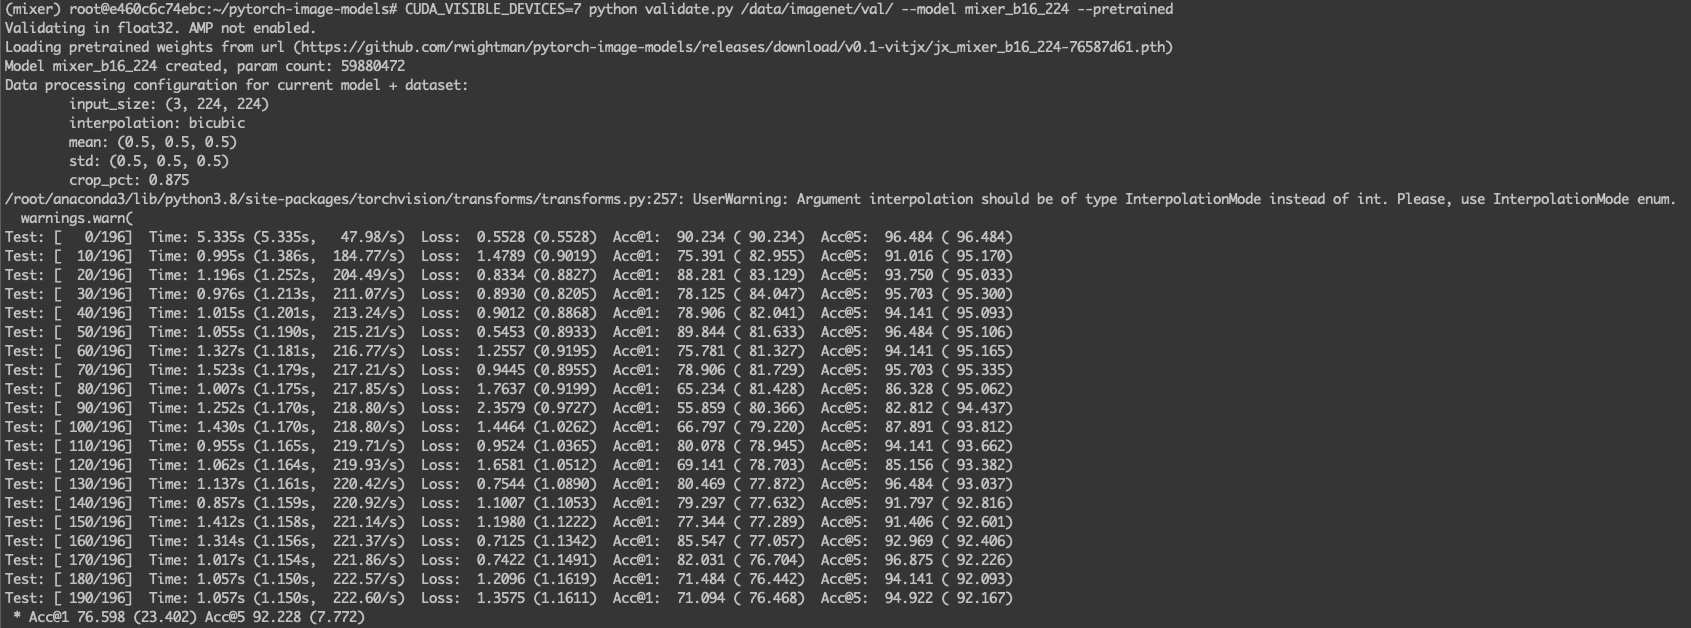 (mixer) root@e460c6c74ebc:~/pytorch-image-models# CUDA_VISIBLE_DEVICES=7 python validate.py /data/imagenet/val/ --model mixer_b16_224 --pretrained
Validating in float32. AMP not enabled.
Loading pretrained weights from url (https://github.com/rwightman/pytorch-image-models/releases/download/v0.1-vitjx/jx_mixer_b16_224-76587d61.pth)
Model mixer_b16_224 created, param count: 59880472
Data processing configuration for current model + dataset:
        input_size: (3, 224, 224)
        interpolation: bicubic
        mean: (0.5, 0.5, 0.5)
        std: (0.5, 0.5, 0.5)
        crop_pct: 0.875
/root/anaconda3/lib/python3.8/site-packages/torchvision/transforms/transforms.py:257: UserWarning: Argument interpolation should be of type InterpolationMode instead of int. Please, use InterpolationMode enum.
  warnings.warn(
Test: [   0/196]  Time: 5.335s (5.335s,   47.98/s)  Loss:  0.5528 (0.5528)  Acc@1:  90.234 ( 90.234)  Acc@5:  96.484 ( 96.484)
Test: [  10/196]  Time: 0.995s (1.386s,  184.77/s)  Loss:  1.4789 (0.9019)  Acc@1:  75.391 ( 82.955)  Acc@5:  91.016 ( 95.170)
Test: [  20/196]  Time: 1.196s (1.252s,  204.49/s)  Loss:  0.8334 (0.8827)  Acc@1:  88.281 ( 83.129)  Acc@5:  93.750 ( 95.033)
Test: [  30/196]  Time: 0.976s (1.213s,  211.07/s)  Loss:  0.8930 (0.8205)  Acc@1:  78.125 ( 84.047)  Acc@5:  95.703 ( 95.300)
Test: [  40/196]  Time: 1.015s (1.201s,  213.24/s)  Loss:  0.9012 (0.8868)  Acc@1:  78.906 ( 82.041)  Acc@5:  94.141 ( 95.093)
Test: [  50/196]  Time: 1.055s (1.190s,  215.21/s)  Loss:  0.5453 (0.8933)  Acc@1:  89.844 ( 81.633)  Acc@5:  96.484 ( 95.106)
Test: [  60/196]  Time: 1.327s (1.181s,  216.77/s)  Loss:  1.2557 (0.9195)  Acc@1:  75.781 ( 81.327)  Acc@5:  94.141 ( 95.165)
Test: [  70/196]  Time: 1.523s (1.179s,  217.21/s)  Loss:  0.9445 (0.8955)  Acc@1:  78.906 ( 81.729)  Acc@5:  95.703 ( 95.335)
Test: [  80/196]  Time: 1.007s (1.175s,  217.85/s)  Loss:  1.7637 (0.9199)  Acc@1:  65.234 ( 81.428)  Acc@5:  86.328 ( 95.062)
Test: [  90/196]  Time: 1.252s (1.170s,  218.80/s)  Loss:  2.3579 (0.9727)  Acc@1:  55.859 ( 80.366)  Acc@5:  82.812 ( 94.437)
Test: [ 100/196]  Time: 1.430s (1.170s,  218.80/s)  Loss:  1.4464 (1.0262)  Acc@1:  66.797 ( 79.220)  Acc@5:  87.891 ( 93.812)
Test: [ 110/196]  Time: 0.955s (1.165s,  219.71/s)  Loss:  0.9524 (1.0365)  Acc@1:  80.078 ( 78.945)  Acc@5:  94.141 ( 93.662)
Test: [ 120/196]  Time: 1.062s (1.164s,  219.93/s)  Loss:  1.6581 (1.0512)  Acc@1:  69.141 ( 78.703)  Acc@5:  85.156 ( 93.382)
Test: [ 130/196]  Time: 1.137s (1.161s,  220.42/s)  Loss:  0.7544 (1.0890)  Acc@1:  80.469 ( 77.872)  Acc@5:  96.484 ( 93.037)
Test: [ 140/196]  Time: 0.857s (1.159s,  220.92/s)  Loss:  1.1007 (1.1053)  Acc@1:  79.297 ( 77.632)  Acc@5:  91.797 ( 92.816)
Test: [ 150/196]  Time: 1.412s (1.158s,  221.14/s)  Loss:  1.1980 (1.1222)  Acc@1:  77.344 ( 77.289)  Acc@5:  91.406 ( 92.601)
Test: [ 160/196]  Time: 1.314s (1.156s,  221.37/s)  Loss:  0.7125 (1.1342)  Acc@1:  85.547 ( 77.057)  Acc@5:  92.969 ( 92.406)
Test: [ 170/196]  Time: 1.017s (1.154s,  221.86/s)  Loss:  0.7422 (1.1491)  Acc@1:  82.031 ( 76.704)  Acc@5:  96.875 ( 92.226)
Test: [ 180/196]  Time: 1.057s (1.150s,  222.57/s)  Loss:  1.2096 (1.1619)  Acc@1:  71.484 ( 76.442)  Acc@5:  94.141 ( 92.093)
Test: [ 190/196]  Time: 1.057s (1.150s,  222.60/s)  Loss:  1.3575 (1.1611)  Acc@1:  71.094 ( 76.468)  Acc@5:  94.922 ( 92.167)
 * Acc@1 76.598 (23.402) Acc@5 92.228 (7.772)